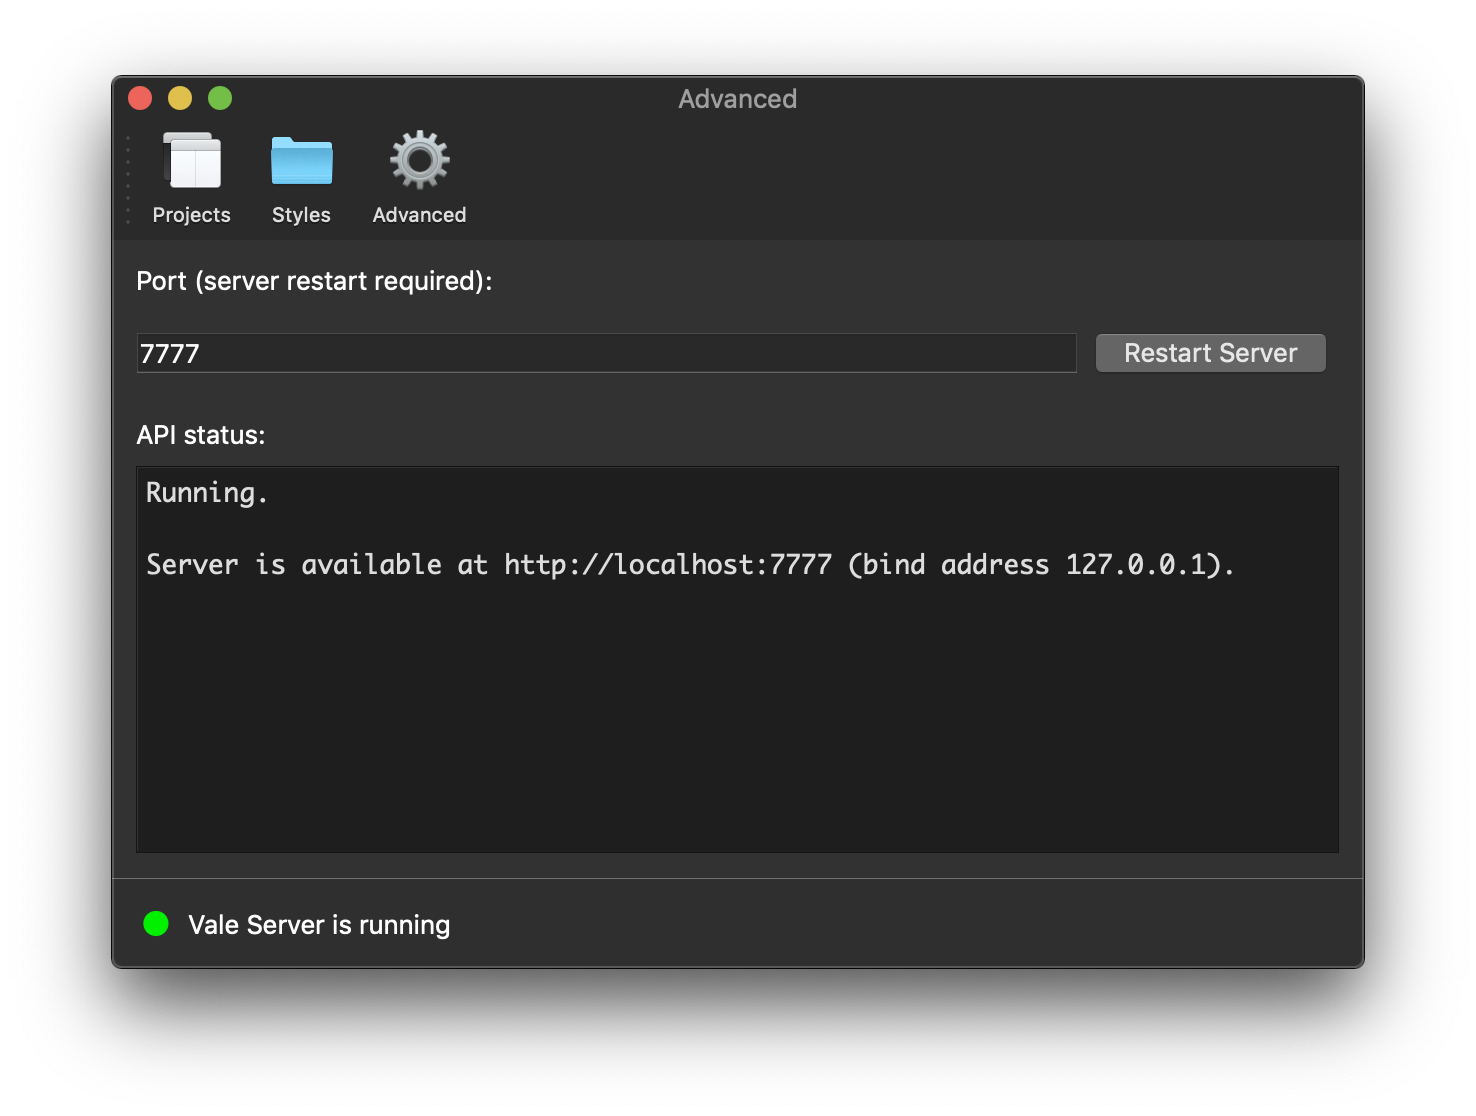 Advanced
Projects
Styles
Advanced
Port (server restart required):
7777
Restart Server
API status:
Running.
Server is available at http://localhost:7777 (bind address 127.0.0.1).
Vale Server is running